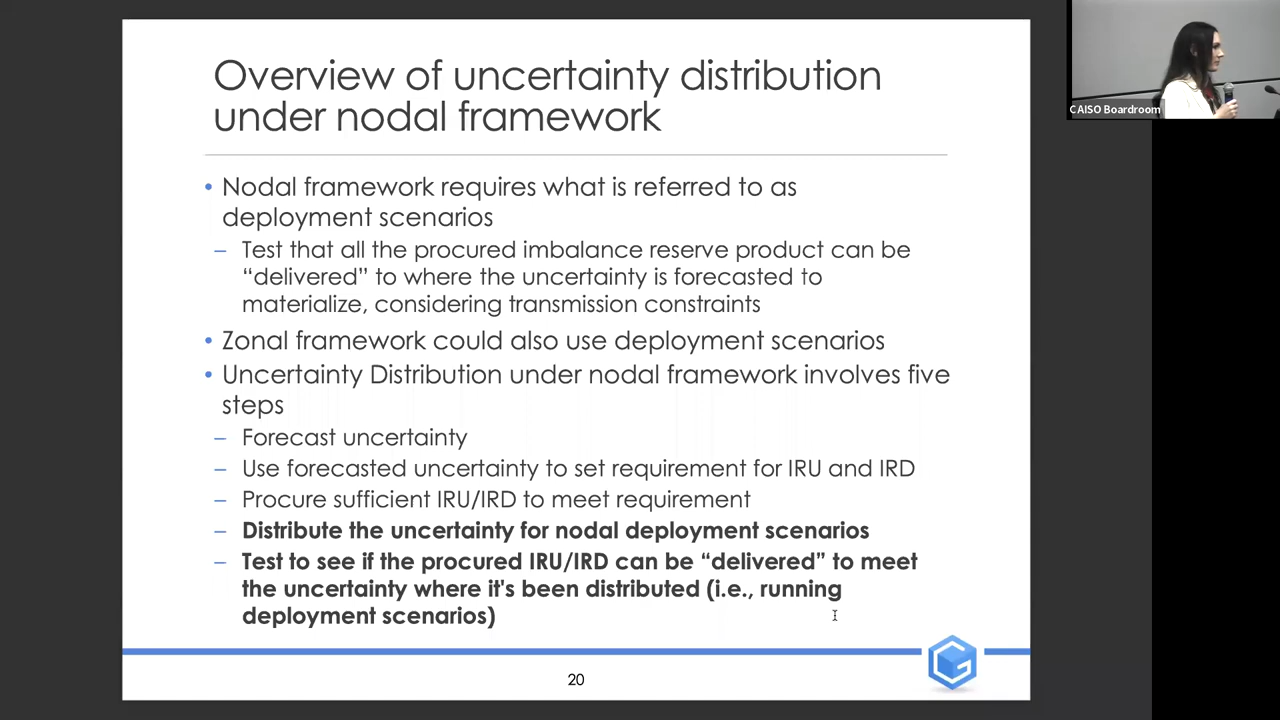 Overview of uncertainty distribution
under nodal framework
• Nodal framework requires what is referred to as
deployment scenarios
– Test that all the procured imbalance reserve product can be
“delivered” to where the uncertainty is forecasted to
materialize, considering transmission constraints
• Zonal framework could also use deployment scenarios
• Uncertainty Distribution under nodal framework involves five
steps
– Forecast uncertainty
– Use forecasted uncertainty to set requirement for IRU and IRD
– Procure sufficient IRU/IRD to meet requirement
– Distribute the uncertainty for nodal deployment scenarios
– Test to see if the procured IRU/IRD can be “delivered” to meet
the uncertainty where it's been distributed (i.e., running
deployment scenarios)
20
CAISO Boardroom